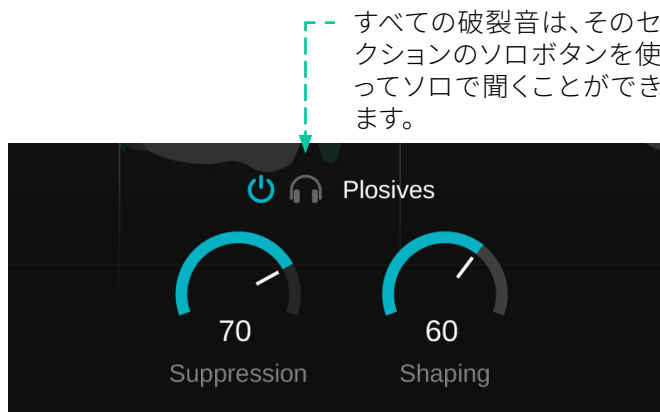 すべての破裂音は、そのセ
クションのソロボタンを使
ってソロで聞くことができ
ます。
Plosives
70
60
Suppression
Shaping